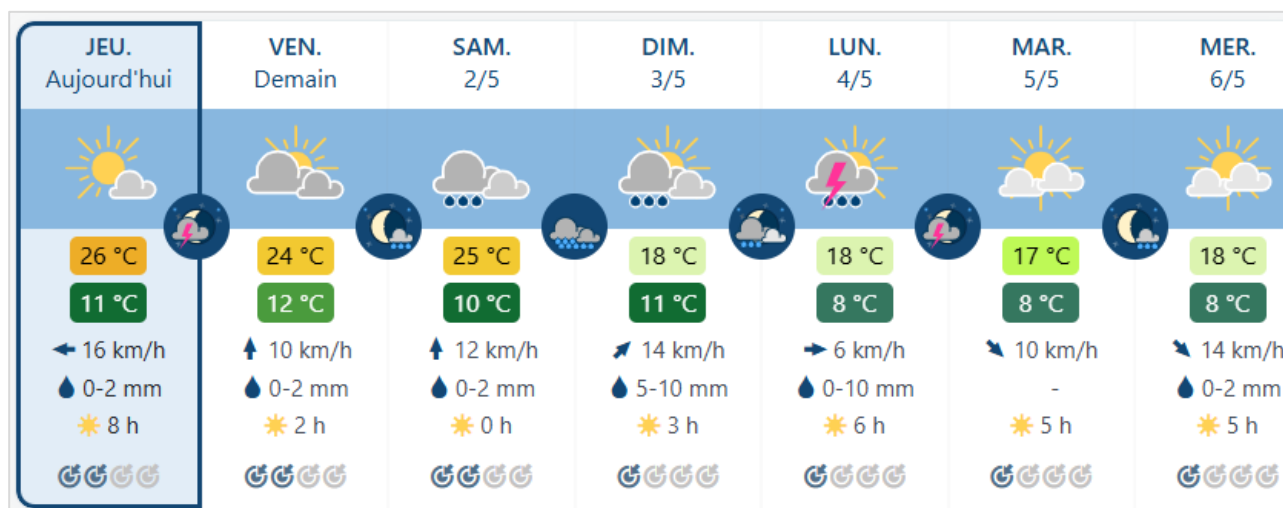 JEU. VEN. SAM. DIM. LUN. MAR. MER.
Aujourd'hui Demain 2/5 3/5 4/5 5/5 6/5
26 °C 24 °C 25 °C 18 °C 18 °C 17 °C 18 °C
11 °C 12 °C 10 °C 11 °C 8 °C 8 °C 8 °C
16 km/h 10 km/h 12 km/h 14 km/h 6 km/h 10 km/h 14 km/h
0-2 mm 0-2 mm 0-2 mm 5-10 mm 0-10 mm - 0-2 mm
8 h 2 h 0 h 3 h 6 h 5 h 5 h